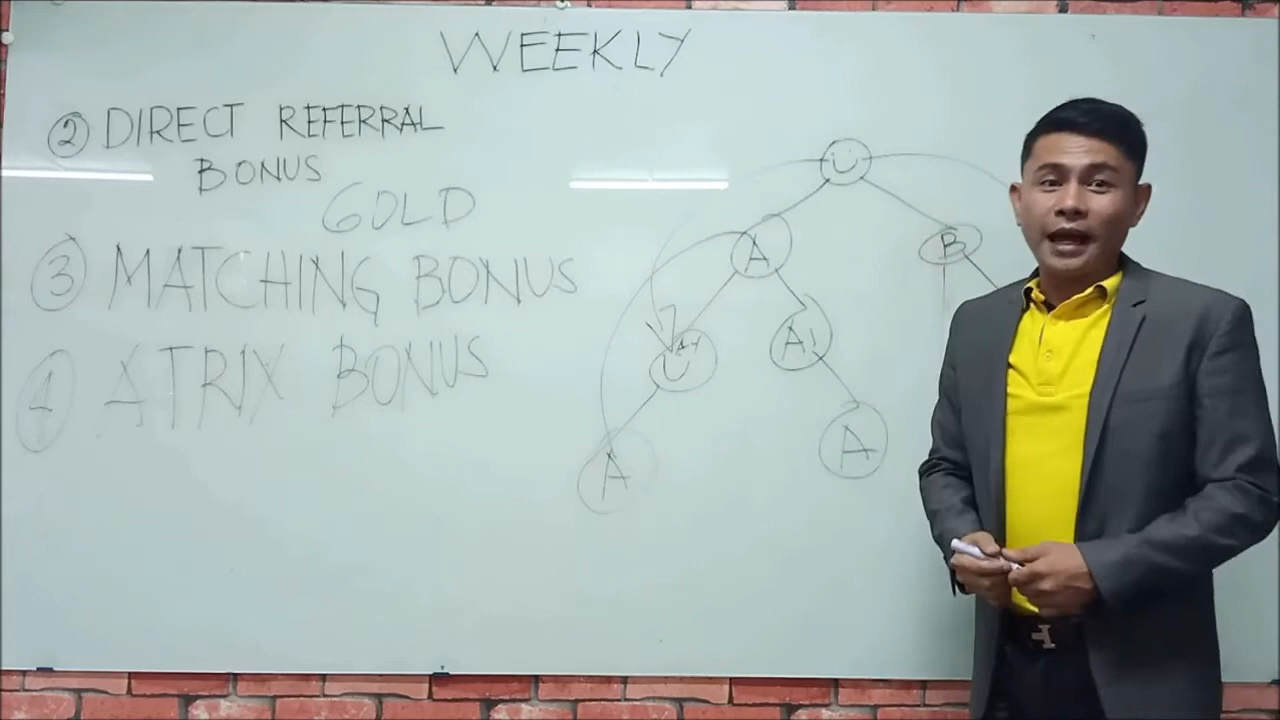 WEEKLY
② DIRECT REFERRAL
BONUS
GOLD
③ MATCHING BONUS
④ ATRIX BONUS
U
A
B
A1
A
A